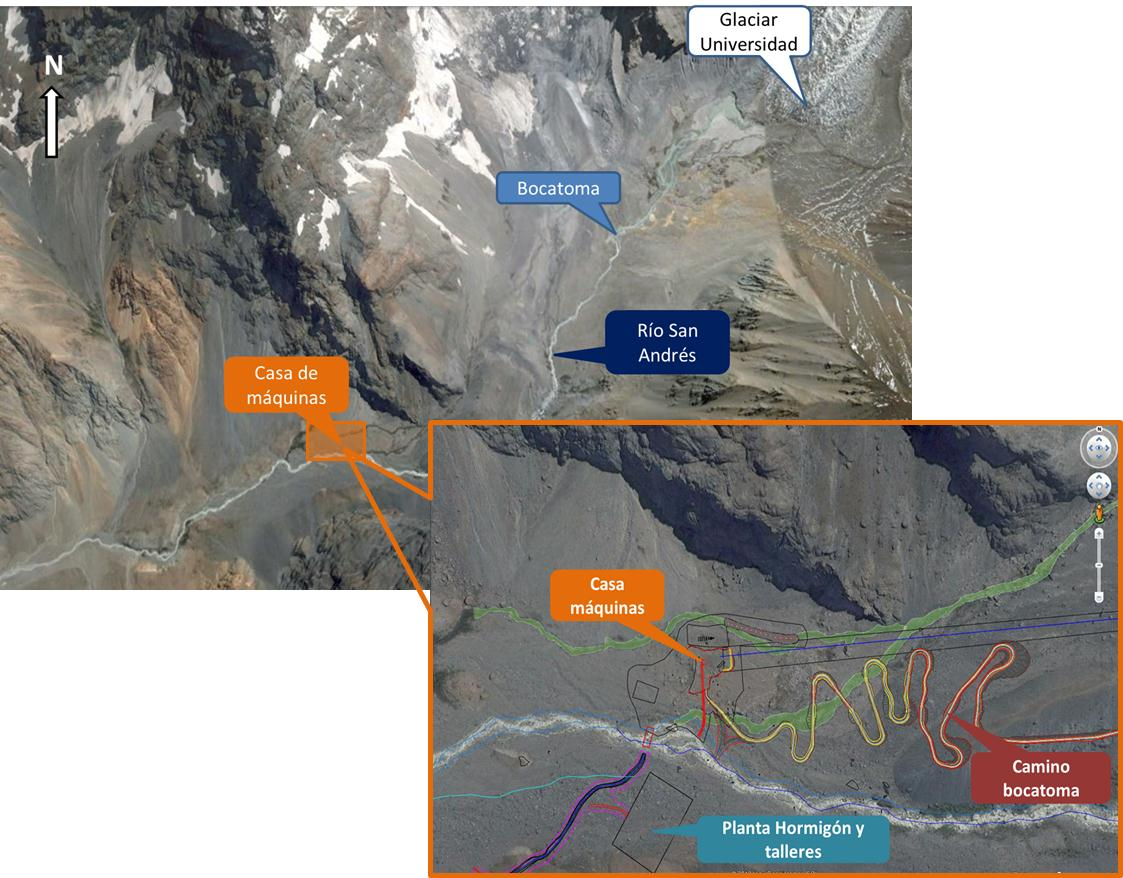 Glaciar
Universidad
N
Bocatoma
Río San
Andrés
Casa de
máquinas
N
Casa
máquinas
Camino
bocatoma
Planta Hormigón y
talleres